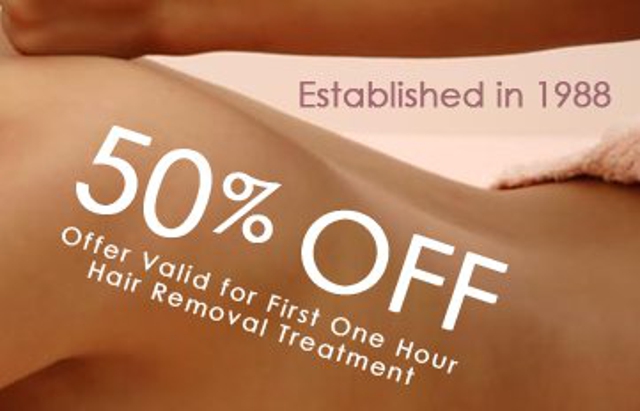 Established in 1988
50% OFF
Offer Valid for First One Hour
Hair Removal Treatment